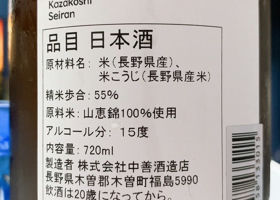 Kazakoshi
Seiran
品目 日本酒
原材料名: 米(長野県産)、
米こうじ(長野県産米)
精米歩合: 55%
原料米: 山恵錦100%使用
アルコール分: 15度
内容量: 720ml
製造者 株式会社中善酒造店
長野県木曽郡木曽町福島5990
飲酒は20歳になってから。